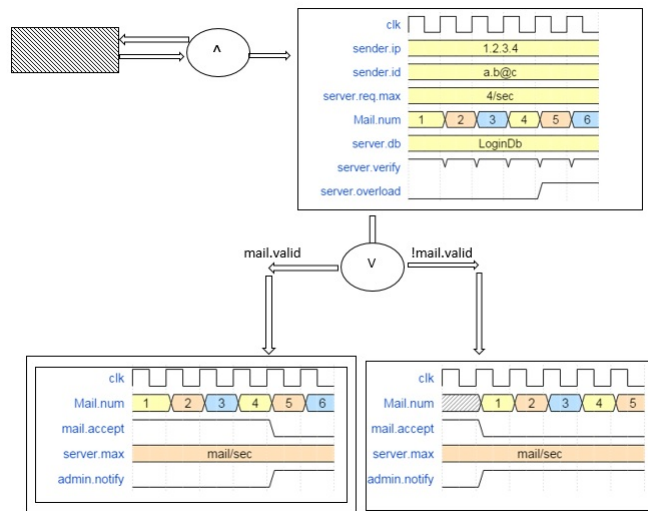 ^
clk
sender.ip 1.2.3.4
sender.id a.b@c
server.req.max 4/sec
Mail.num 1 2 3 4 5 6
server.db LoginDb
server.verify
server.overload
mail.valid V !mail.valid
clk
Mail.num 1 2 3 4 5 6
mail.accept
server.max mail/sec
admin.notify
clk
Mail.num 1 2 3 4 5
mail.accept
server.max mail/sec
admin.notify